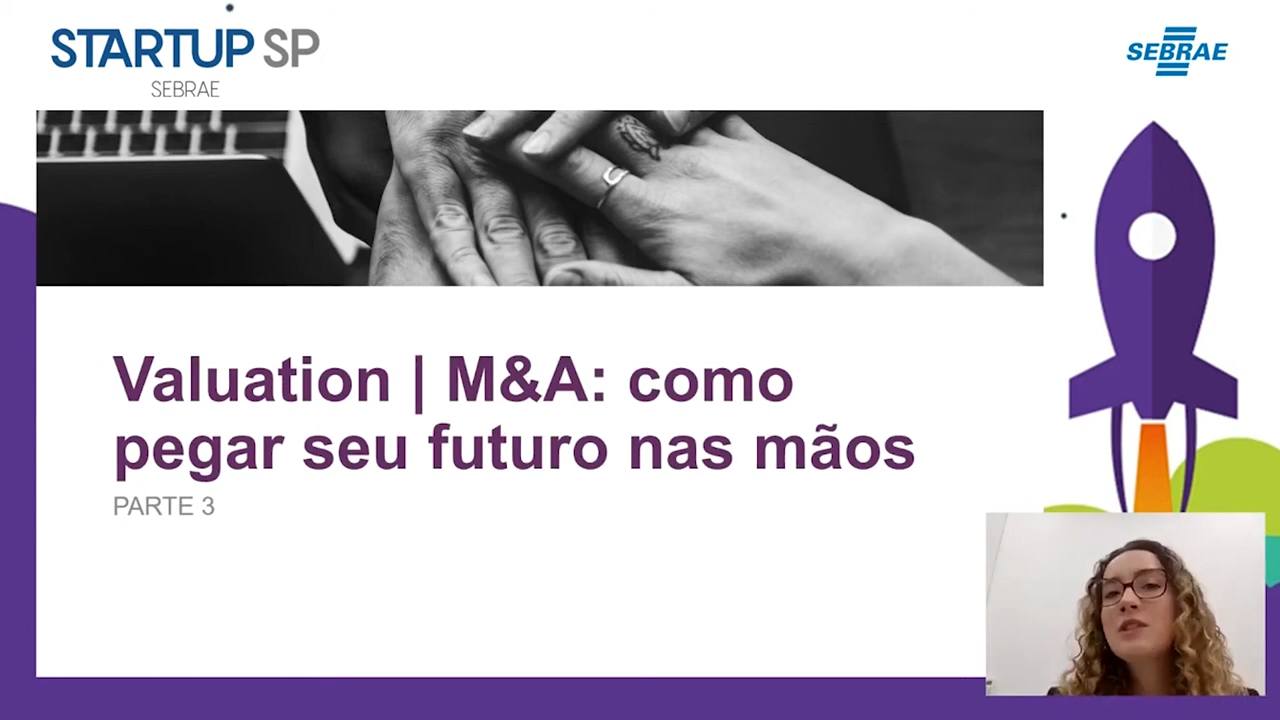 STARTUP SP
SEBRAE
SEBRAE
Valuation | M&A: como
pegar seu futuro nas mãos
PARTE 3